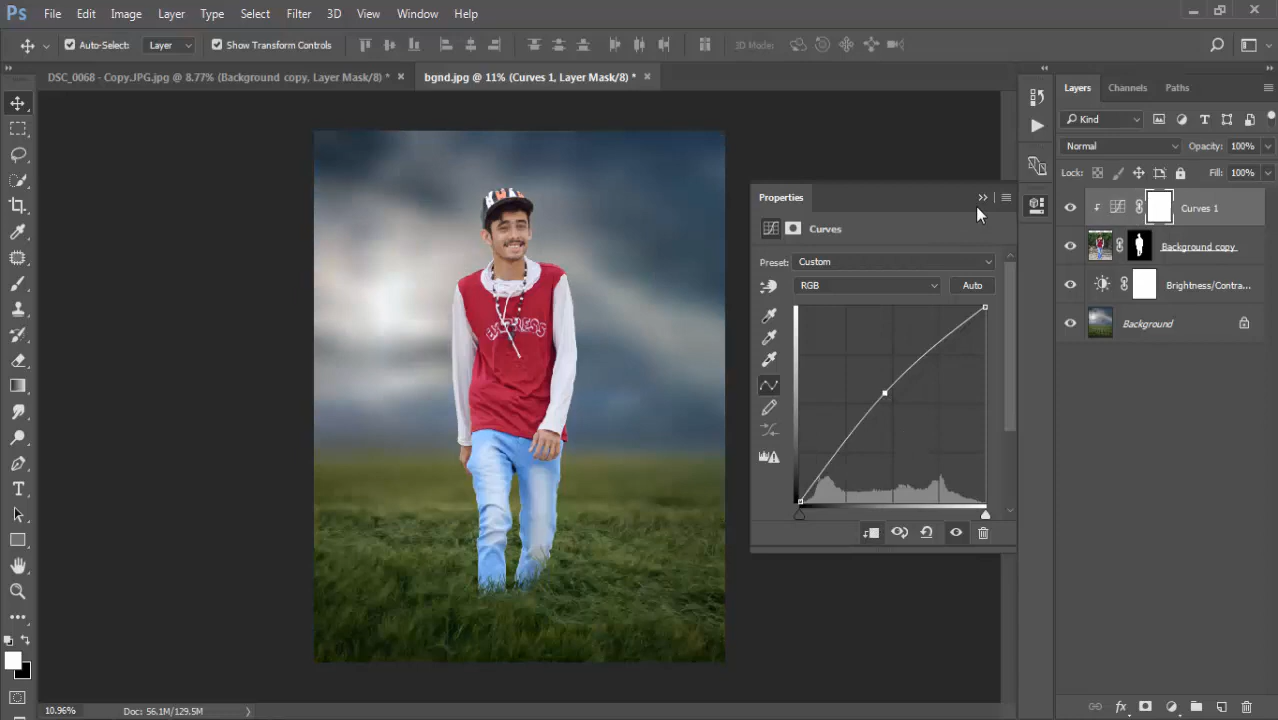 Ps File Edit Image Layer Type Select Filter 3D View Window Help
Auto-Select: Layer Show Transform Controls 3D Mode:
DSC_0068 - Copy.JPG.jpg @ 8.77% (Background copy, Layer Mask/8) * × bgnd.jpg @ 11% (Curves 1, Layer Mask/8) * ×
Layers Channels Paths
Kind
Normal Opacity: 100%
Lock: Fill: 100%
Curves 1
Background copy
Brightness/Contra...
Background
Properties
Curves
Preset: Custom
RGB Auto
10.96% Doc: 56.1M/129.5M